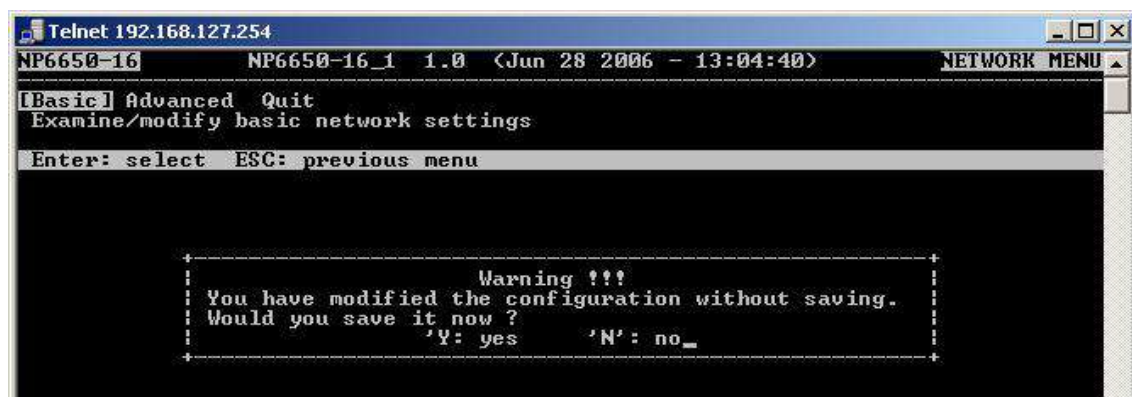 Telnet 192.168.127.254
NP6650-16 NP6650-16_1 1.0 (Jun 28 2006 - 13:04:40) NETWORK MENU
[Basic] Advanced Quit
Examine/modify basic network settings
Enter: select ESC: previous menu
Warning !!!
You have modified the configuration without saving.
Would you save it now ?
'Y: yes 'N': no_